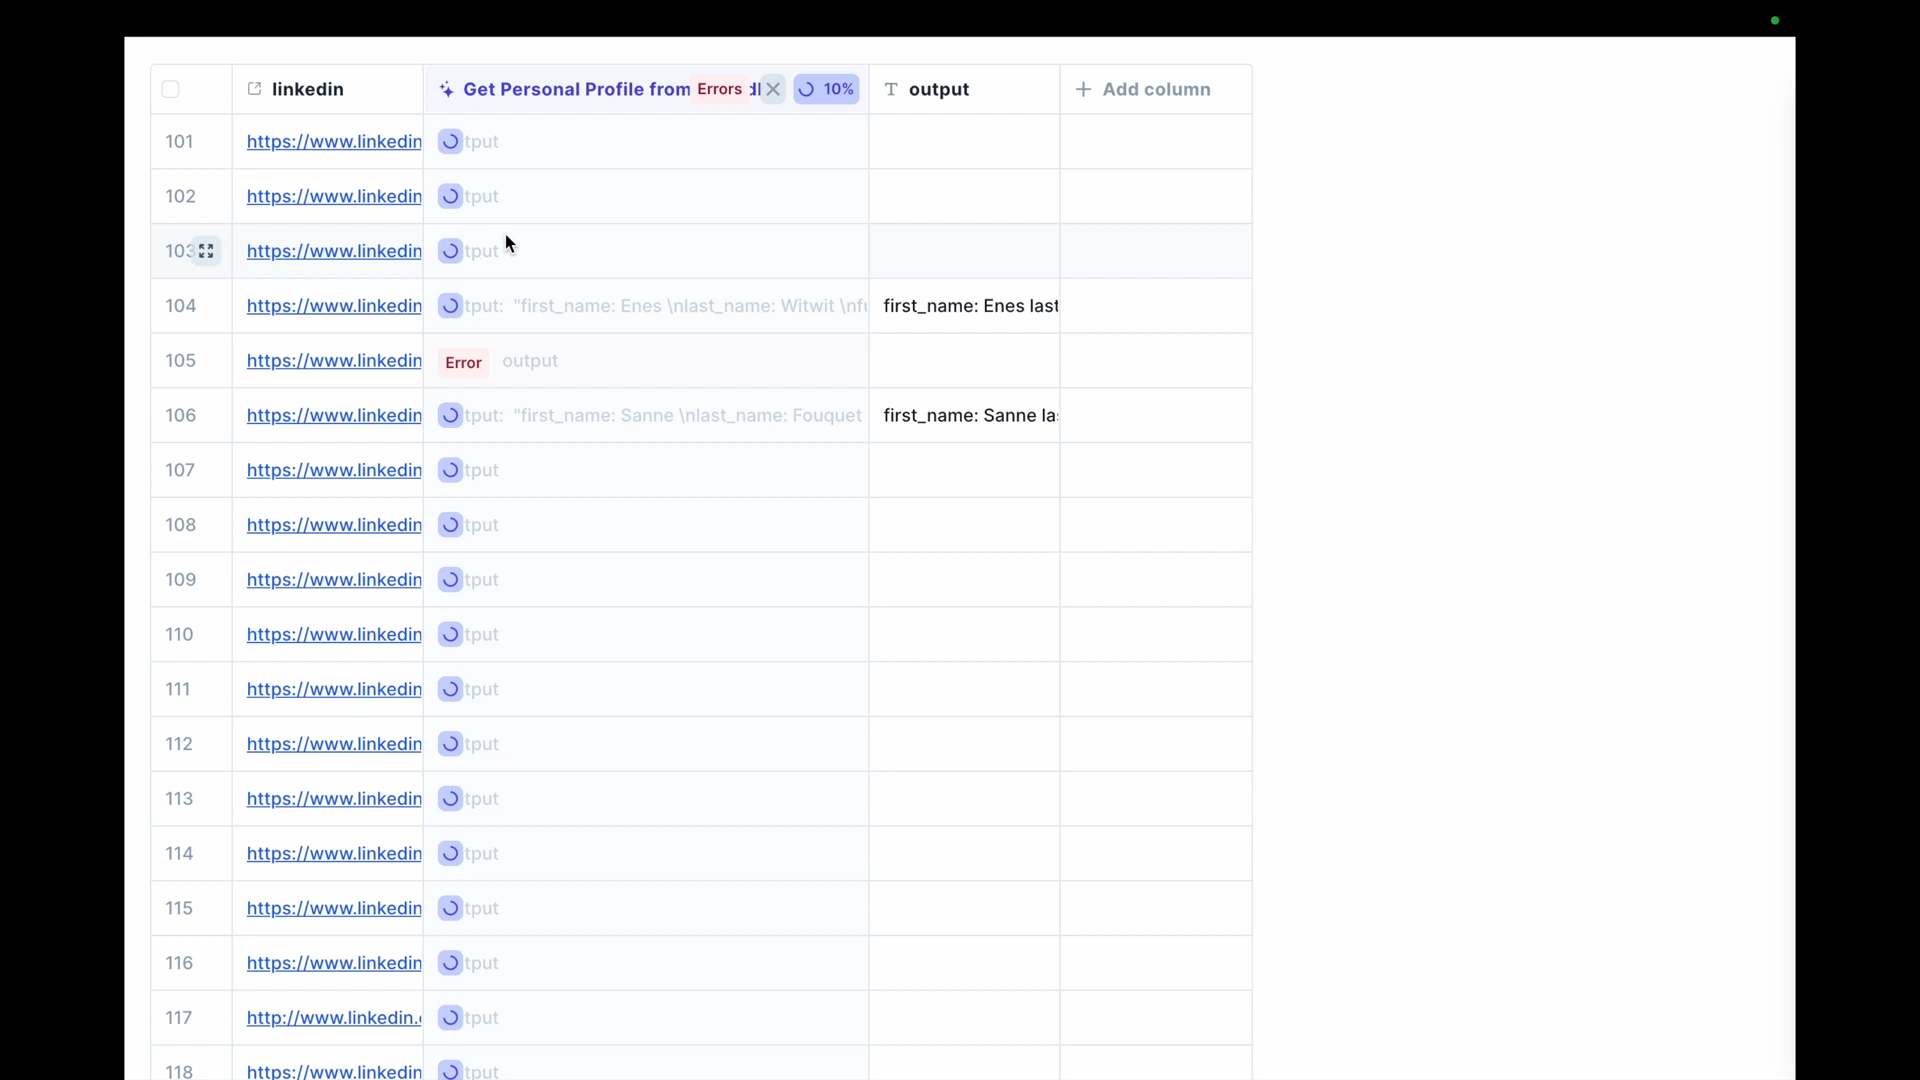 linkedin Get Personal Profile from Errors 10% output Add column
101 https://www.linkedin tput
102 https://www.linkedin tput
103 https://www.linkedin tput
104 https://www.linkedin tput: "first_name: Enes \nlast_name: Witwit \nfu first_name: Enes last
105 https://www.linkedin Error output
106 https://www.linkedin tput: "first_name: Sanne \nlast_name: Fouquet first_name: Sanne las
107 https://www.linkedin tput
108 https://www.linkedin tput
109 https://www.linkedin tput
110 https://www.linkedin tput
111 https://www.linkedin tput
112 https://www.linkedin tput
113 https://www.linkedin tput
114 https://www.linkedin tput
115 https://www.linkedin tput
116 https://www.linkedin tput
117 http://www.linkedin. tput
118 https://www.linkedin tput